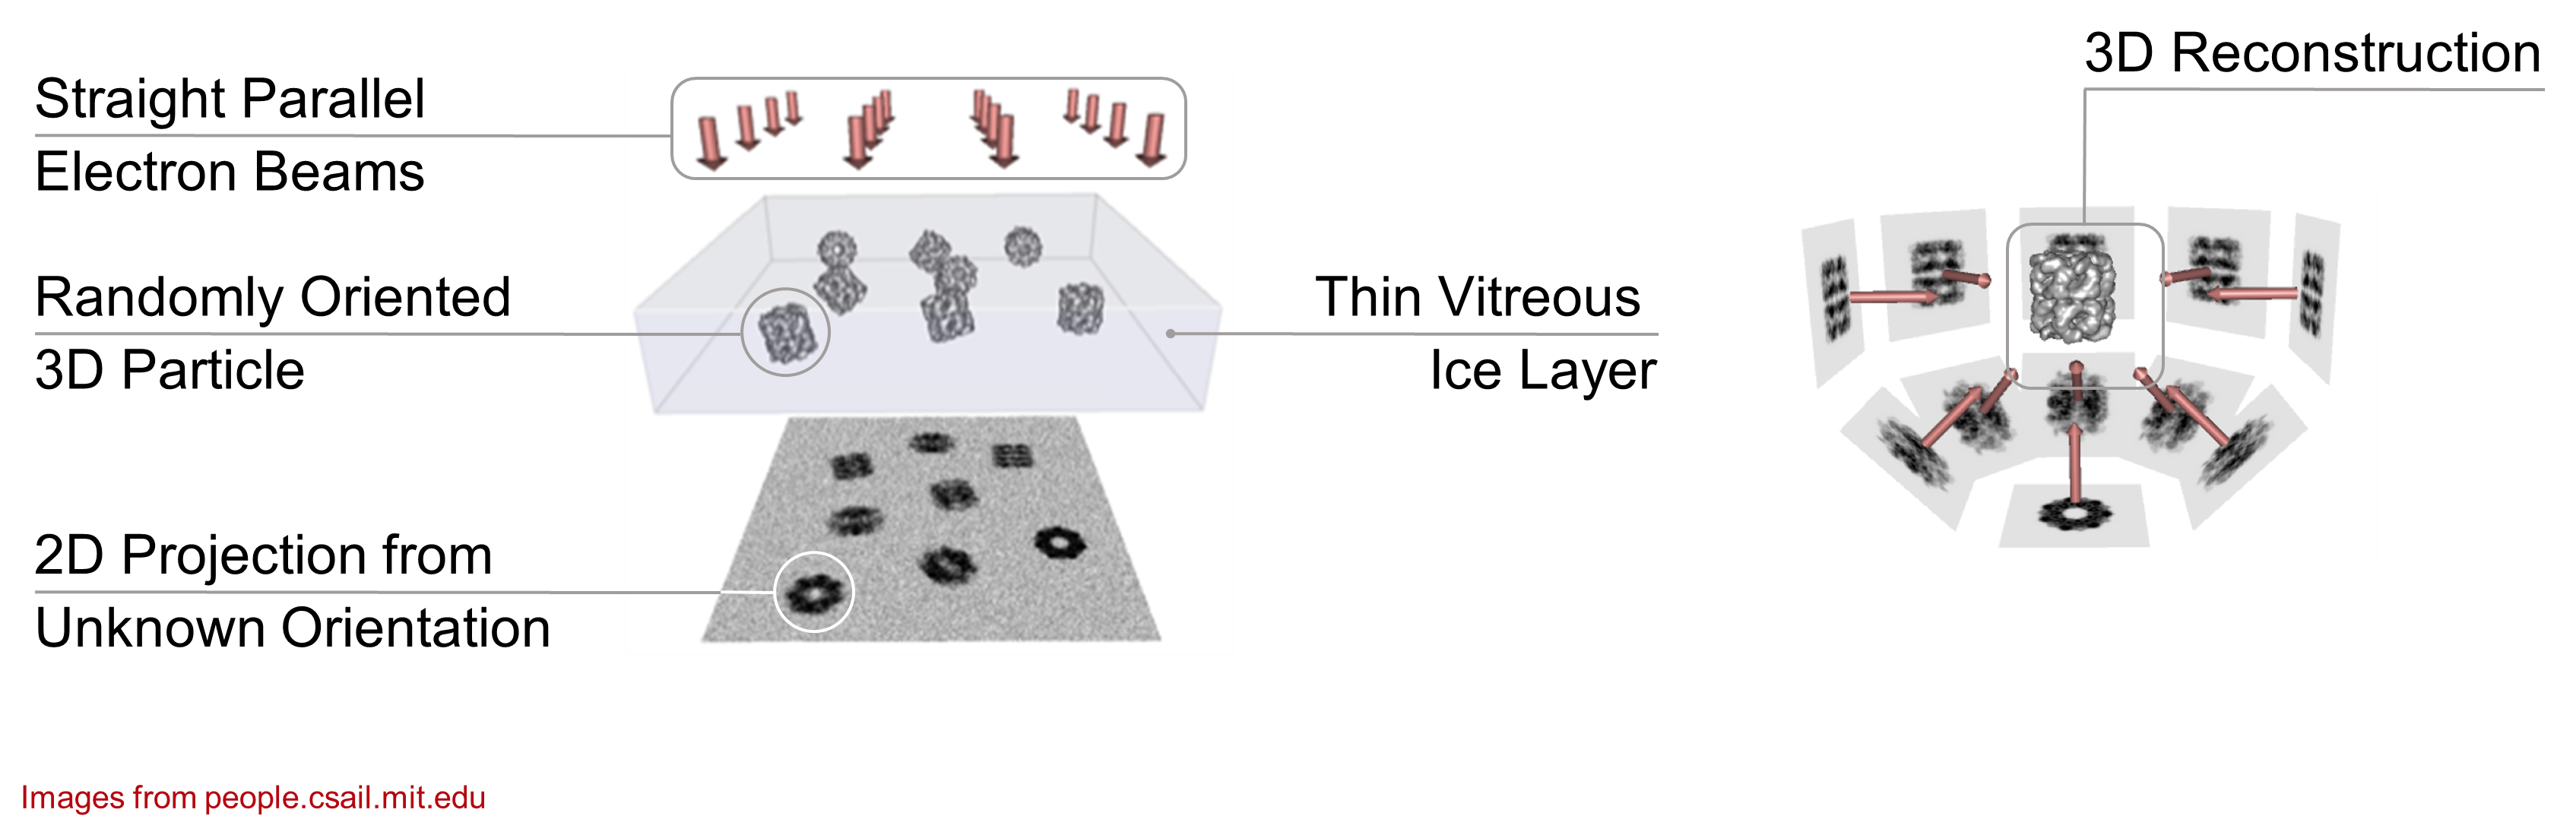 Straight Parallel
Electron Beams
Randomly Oriented
3D Particle
2D Projection from
Unknown Orientation
Thin Vitreous
Ice Layer
3D Reconstruction
Images from people.csail.mit.edu